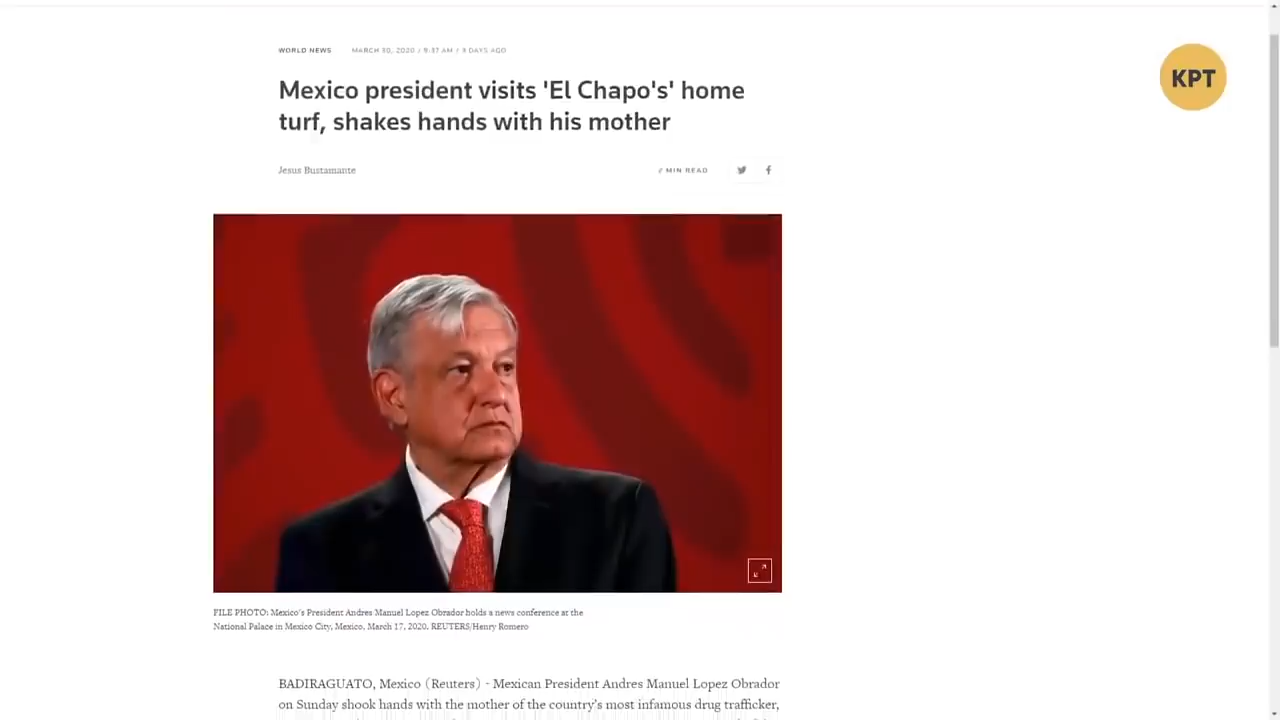 WORLD NEWS MARCH 30, 2020 / 9:37 AM / 3 DAYS AGO
KPT
Mexico president visits 'El Chapo's' home
turf, shakes hands with his mother
Jesus Bustamante MIN READ
FILE PHOTO: Mexico's President Andres Manuel Lopez Obrador holds a news conference at the
National Palace in Mexico City, Mexico, March 17, 2020. REUTERS/Henry Romero
BADIRAGUATO, Mexico (Reuters) - Mexican President Andres Manuel Lopez Obrador
on Sunday shook hands with the mother of the country's most infamous drug trafficker,